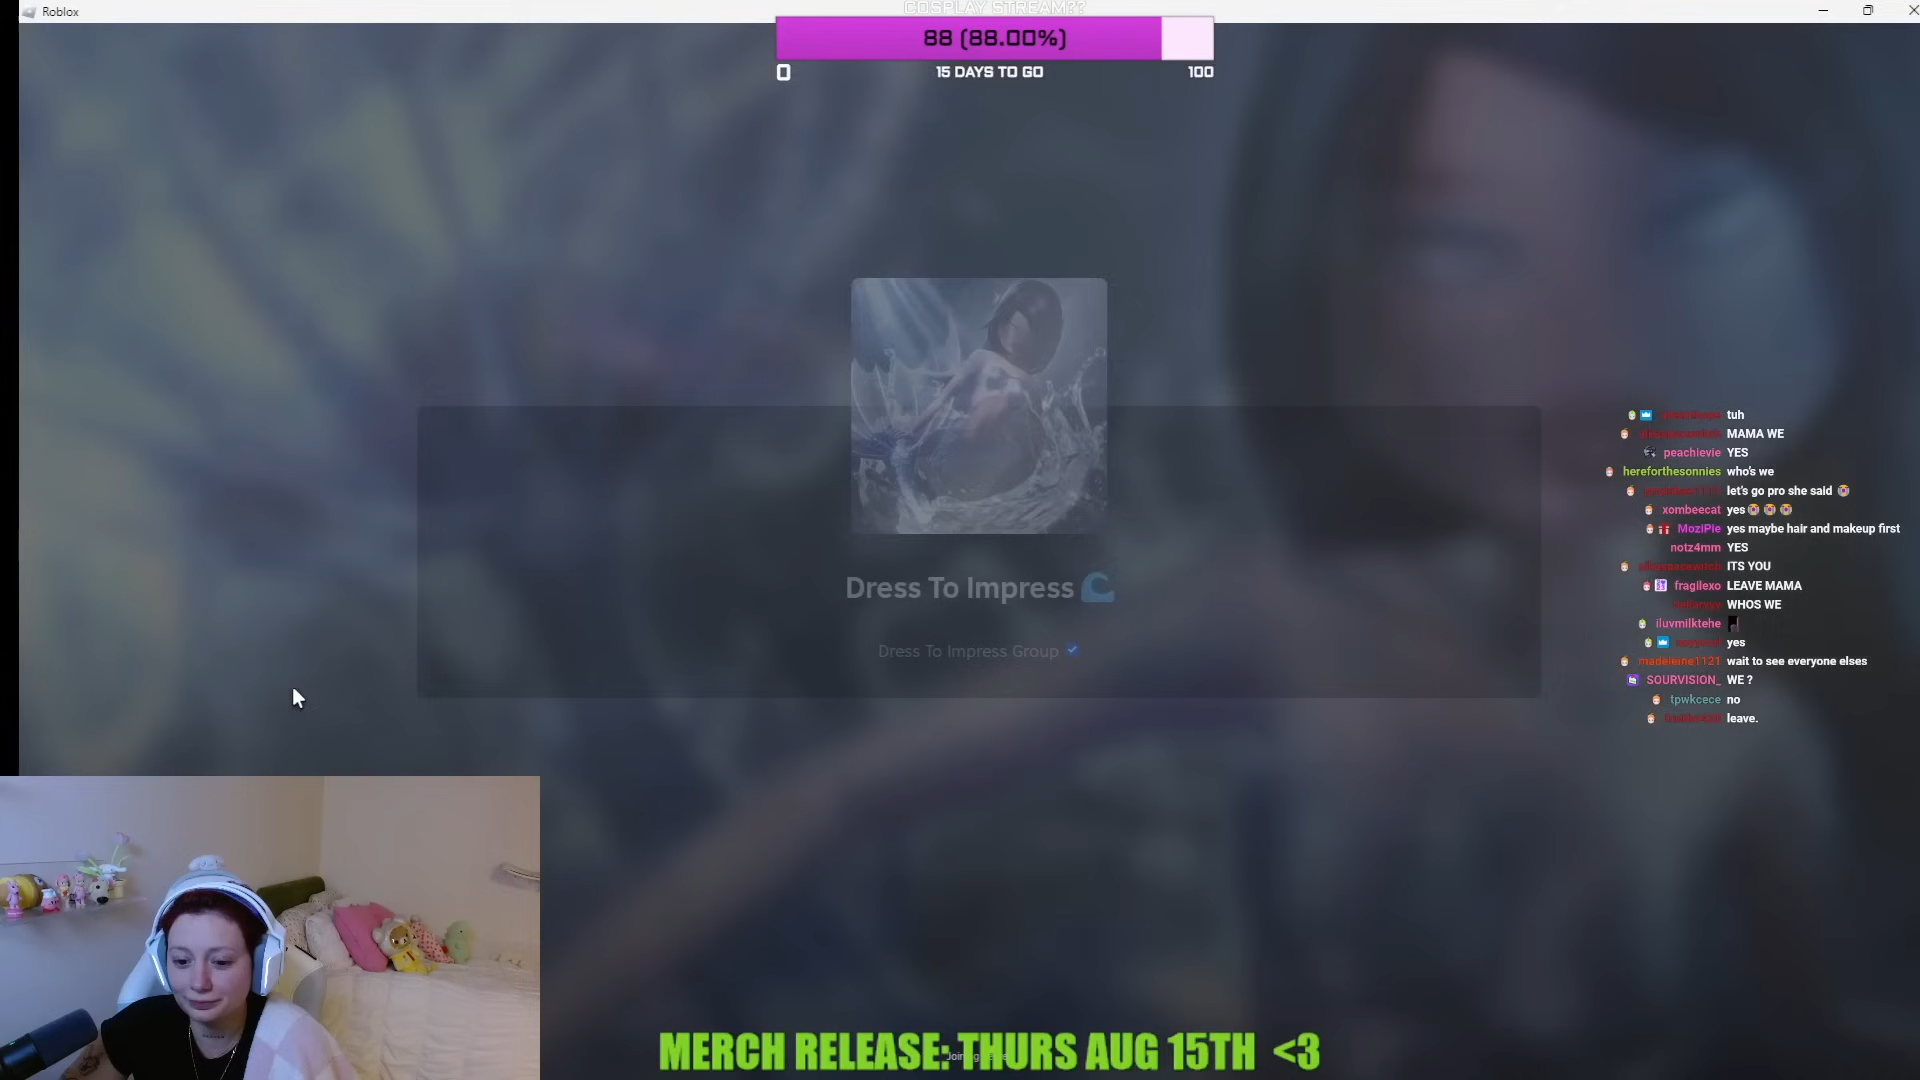 Roblox
COSPLAY STREAM??
88 (88.00%)
0
15 DAYS TO GO
100
Dress To Impress
Dress To Impress Group
tuh
MAMA WE
peachievie YES
hereforthesonnies who's we
let's go pro she said
xombeecat yes
MoziPie yes maybe hair and makeup first
notz4mm YES
ITS YOU
fragilexo LEAVE MAMA
WHOS WE
iluvmilktehe
yes
madeleine1121 wait to see everyone elses
SOURVISION_ WE ?
tpwkcece no
leave.
MERCH RELEASE: THURS AUG 15TH <3